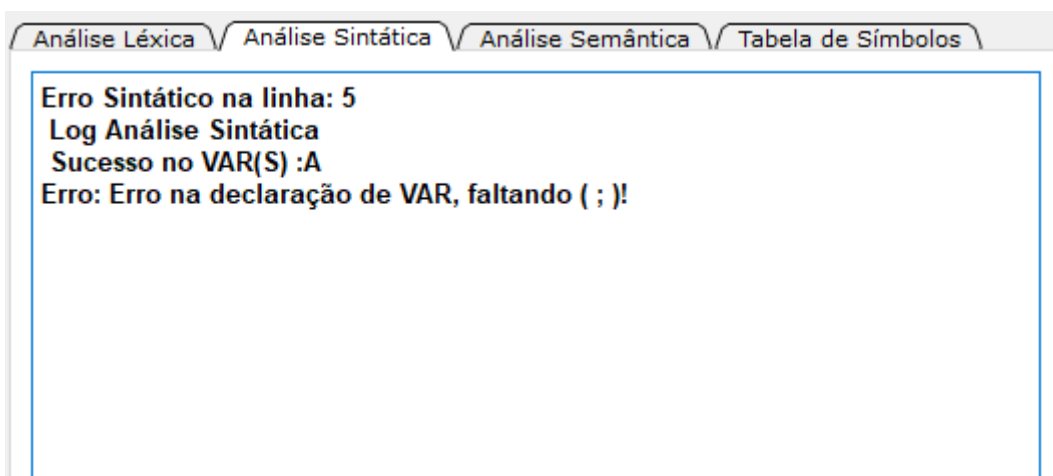 Análise Léxica Análise Sintática Análise Semântica Tabela de Símbolos
Erro Sintático na linha: 5
Log Análise Sintática
Sucesso no VAR(S) :A
Erro: Erro na declaração de VAR, faltando ( ; )!